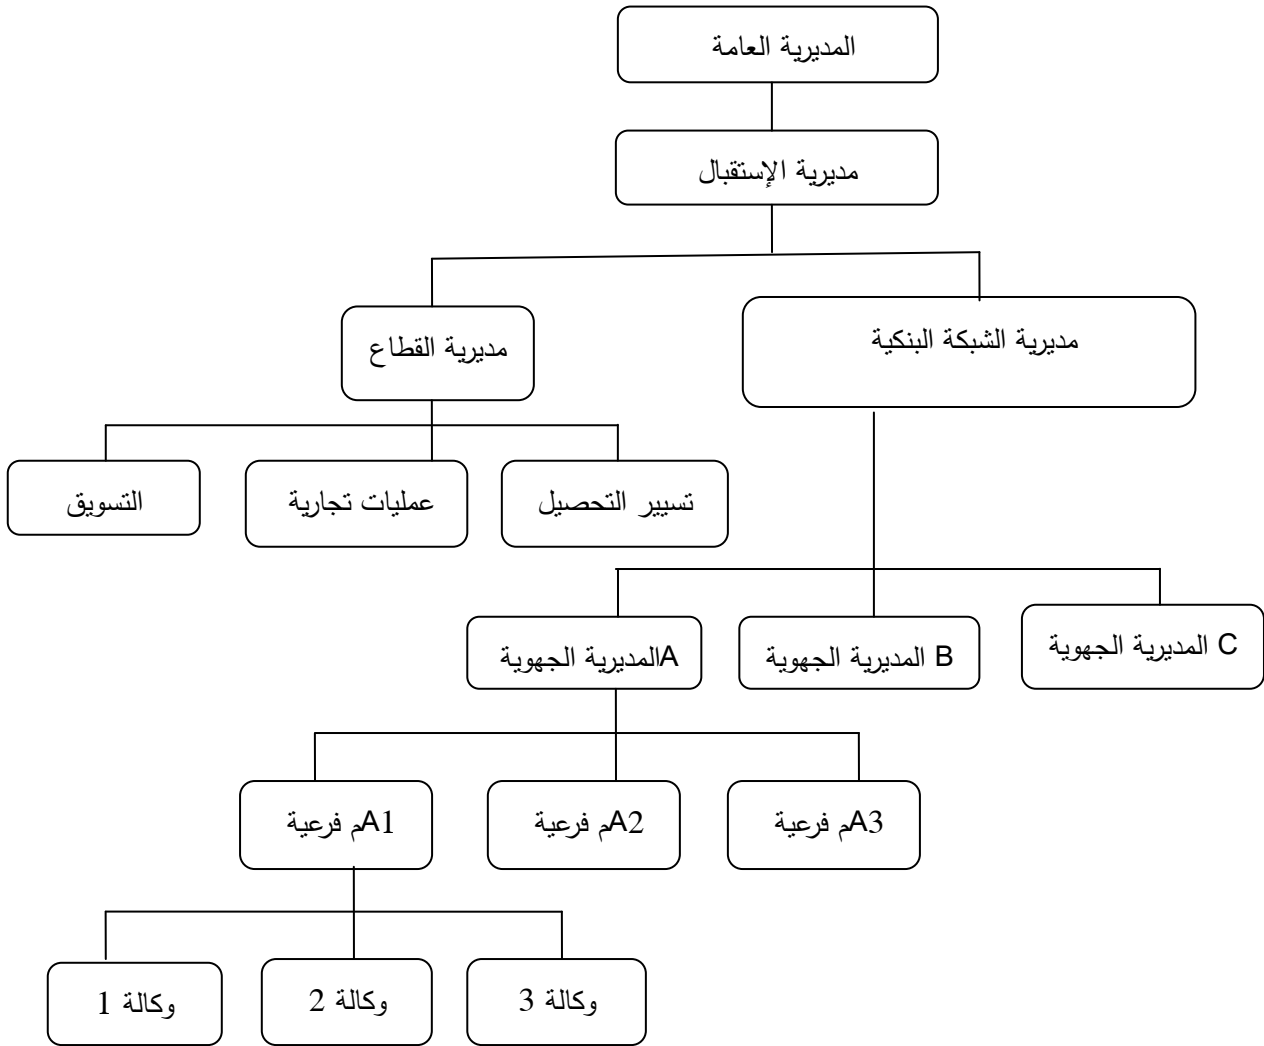 المديرية العامة
مديرية الإستقبال
مديرية الشبكة البنكية
مديرية القطاع
تسيير التحصيل
عمليات تجارية
التسويق
C المديرية الجهوية
B المديرية الجهوية
Aالمديرية الجهوية
A3م فرعية
A2م فرعية
A1م فرعية
وكالة 3
وكالة 2
وكالة 1